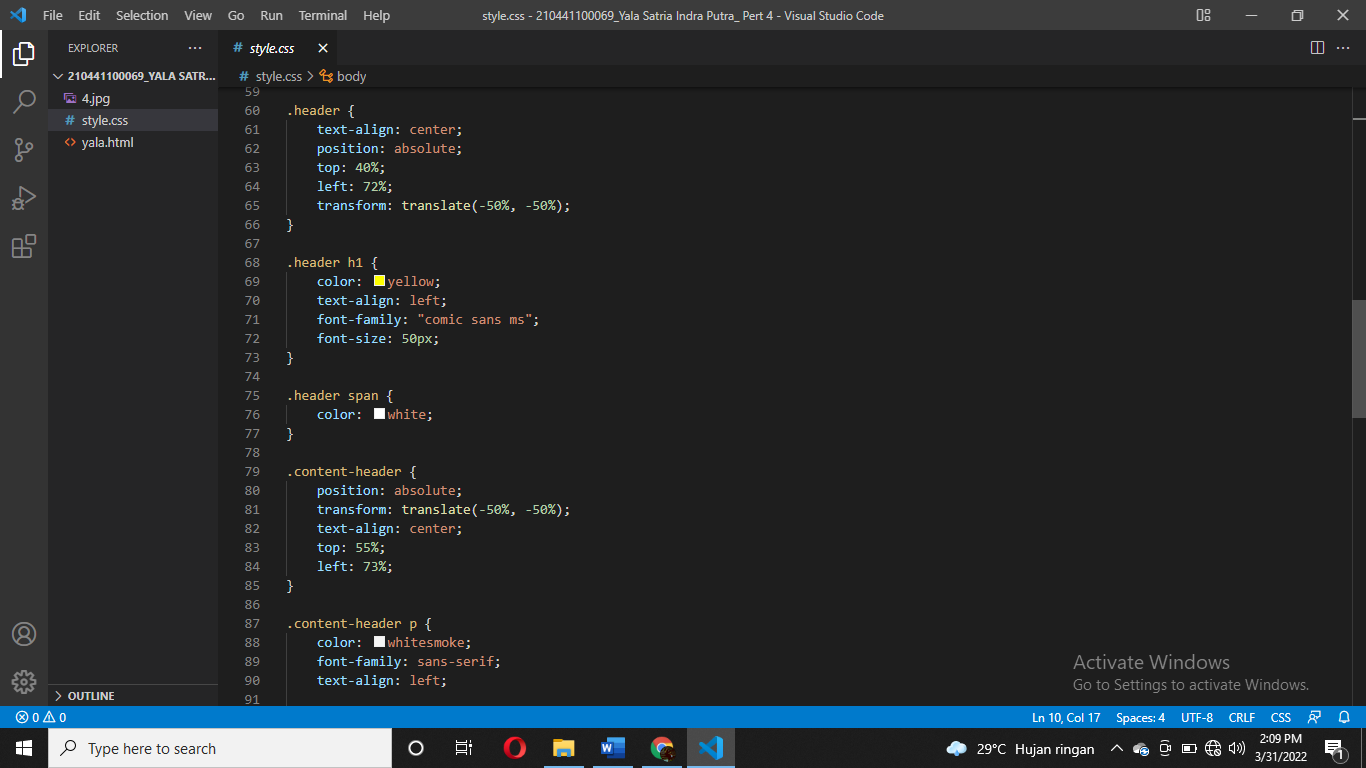 File Edit Selection View Go Run Terminal Help style.css - 210441100069_Yala Satria Indra Putra_ Pert 4 - Visual Studio Code
EXPLORER ···
# style.css
210441100069_YALA SATR...
# style.css > body
4.jpg
# style.css
<> yala.html
59
60 .header {
61 text-align: center;
62 position: absolute;
63 top: 40%;
64 left: 72%;
65 transform: translate(-50%, -50%);
66 }
67
68 .header h1 {
69 color: yellow;
70 text-align: left;
71 font-family: "comic sans ms";
72 font-size: 50px;
73 }
74
75 .header span {
76 color: white;
77 }
78
79 .content-header {
80 position: absolute;
81 transform: translate(-50%, -50%);
82 text-align: center;
83 top: 55%;
84 left: 73%;
85 }
86
87 .content-header p {
88 color: whitesmoke;
89 font-family: sans-serif;
90 text-align: left;
91
Activate Windows
Go to Settings to activate Windows.
OUTLINE
0 0 Ln 10, Col 17 Spaces: 4 UTF-8 CRLF CSS
Type here to search
29°C Hujan ringan
2:09 PM
3/31/2022
1